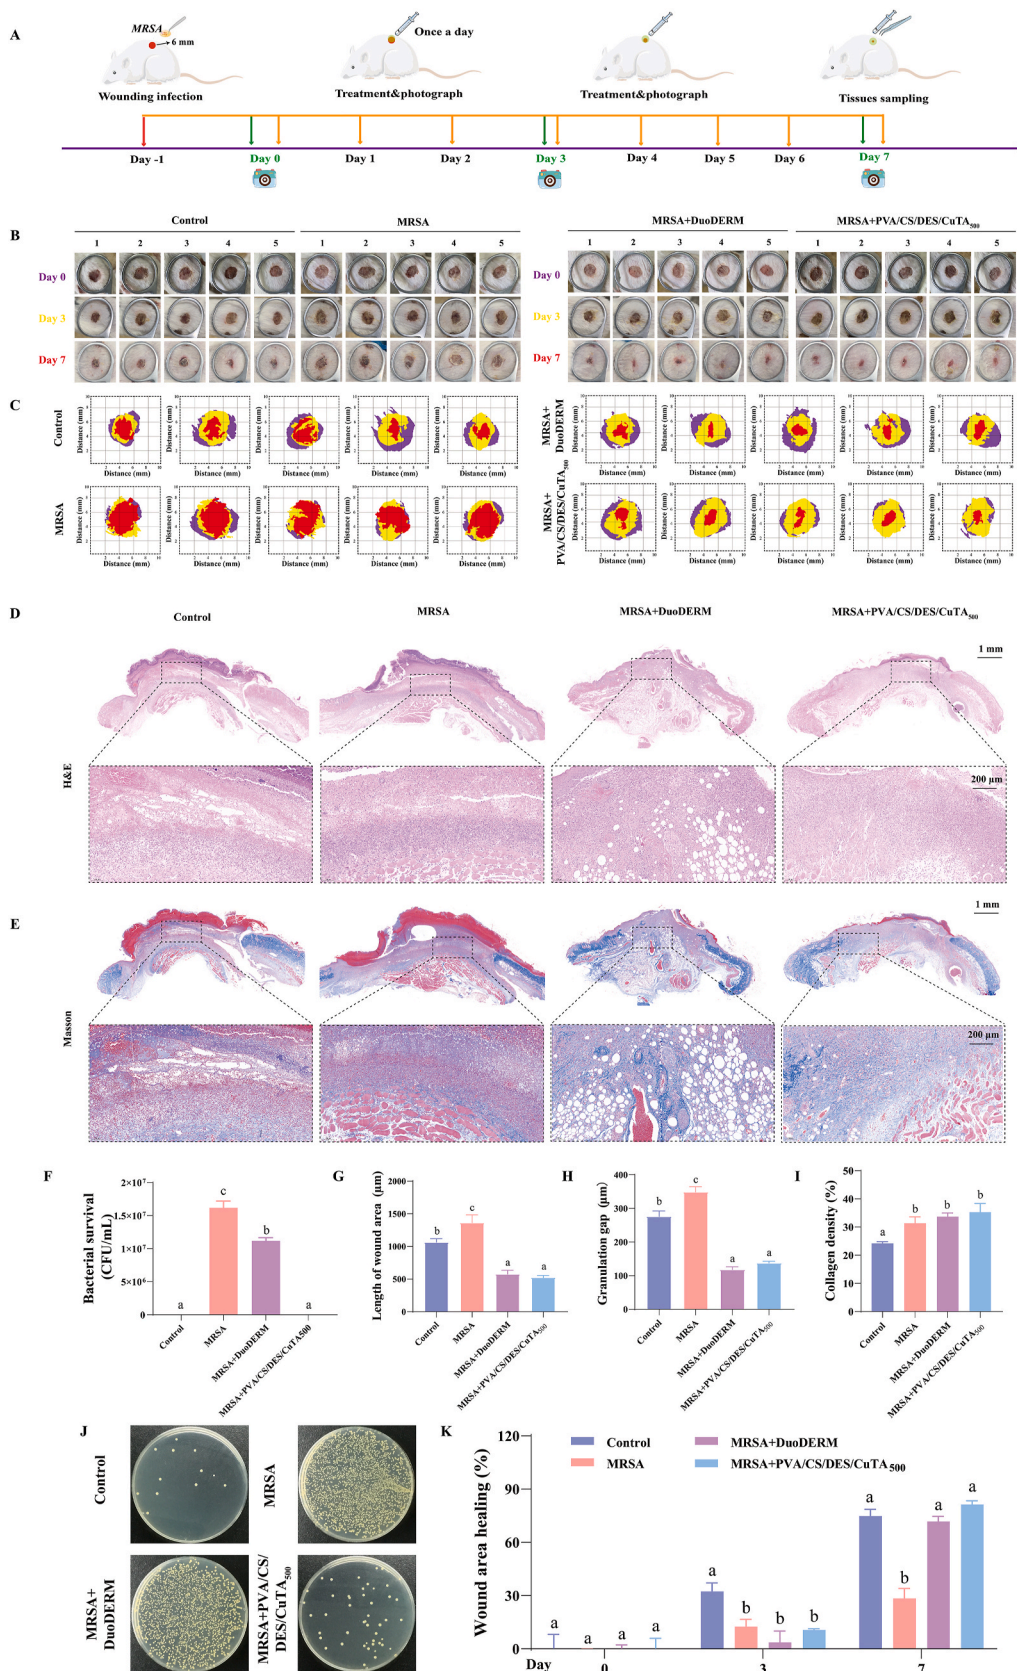 A
MRSA
6 mm
Once a day
Wounding infection
Treatment&photograph
Treatment&photograph
Tissues sampling
Day -1
Day 0
Day 1
Day 2
Day 3
Day 4
Day 5
Day 6
Day 7
B
Control
MRSA
MRSA+DuoDERM
MRSA+PVA/CS/DES/CuTA500
1 2 3 4 5 1 2 3 4 5 1 2 3 4 5 1 2 3 4 5
Day 0
Day 0
Day 3
Day 3
Day 7
Day 7
C
Control
MRSA
MRSA+
DuoDERM
MRSA+
PVA/CS/DES/CuTA500
Distance (mm)
Distance (mm)
D
Control
MRSA
MRSA+DuoDERM
MRSA+PVA/CS/DES/CuTA500
1 mm
H&E
200 μm
E
1 mm
Masson
200 μm
F
Bacterial survival
(CFU/mL)
2×10⁷
1.5×10⁷
1×10⁷
5×10⁶
0
a
c
b
a
Control
MRSA
MRSA+DuoDERM
MRSA+PVA/CS/DES/CuTA500
G
Length of wound area (μm)
2000
1500
1000
500
0
b
c
a
a
Control
MRSA
MRSA+DuoDERM
MRSA+PVA/CS/DES/CuTA500
H
Granulation gap (μm)
400
300
200
100
0
b
c
a
a
Control
MRSA
MRSA+DuoDERM
MRSA+PVA/CS/DES/CuTA500
I
Collagen density (%)
50
40
30
20
10
0
a
b
b
b
Control
MRSA
MRSA+DuoDERM
MRSA+PVA/CS/DES/CuTA500
J
Control
MRSA
MRSA+
DuoDERM
MRSA+PVA/CS/
DES/CuTA500
K
Wound area healing (%)
120
90
60
30
0
Control
MRSA
MRSA+DuoDERM
MRSA+PVA/CS/DES/CuTA500
a a a a
a b b b
a b a a
Day
0
3
7